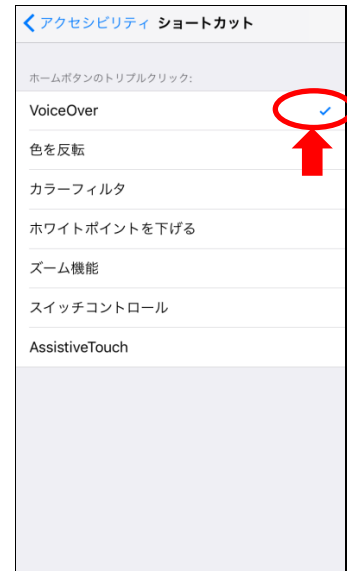 アクセシビリティ ショートカット
ホームボタンのトリプルクリック:
VoiceOver
色を反転
カラーフィルタ
ホワイトポイントを下げる
ズーム機能
スイッチコントロール
AssistiveTouch